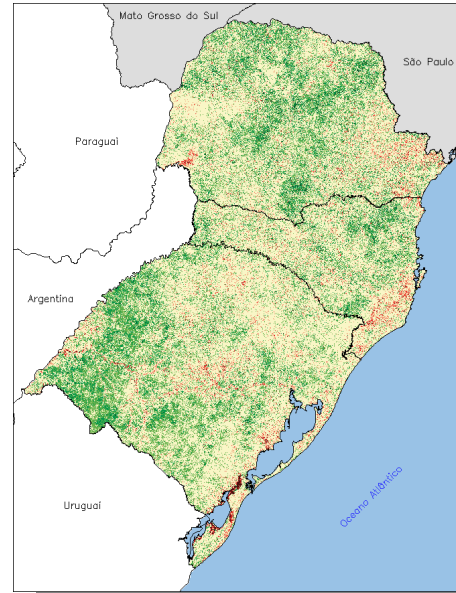 Mato Grosso do Sul
São Paulo
Paraguai
Argentina
Uruguai
Oceano Atlântico